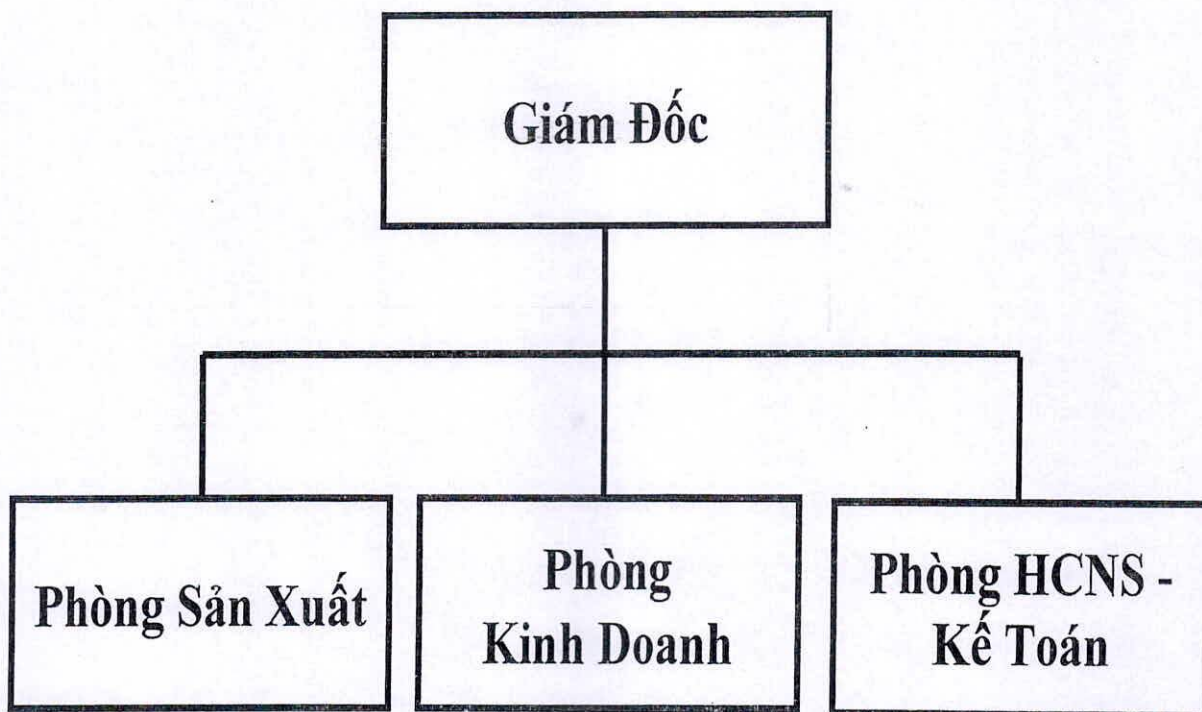 Giám Đốc
Phòng Sản Xuất
Phòng
Kinh Doanh
Phòng HCNS -
Kế Toán